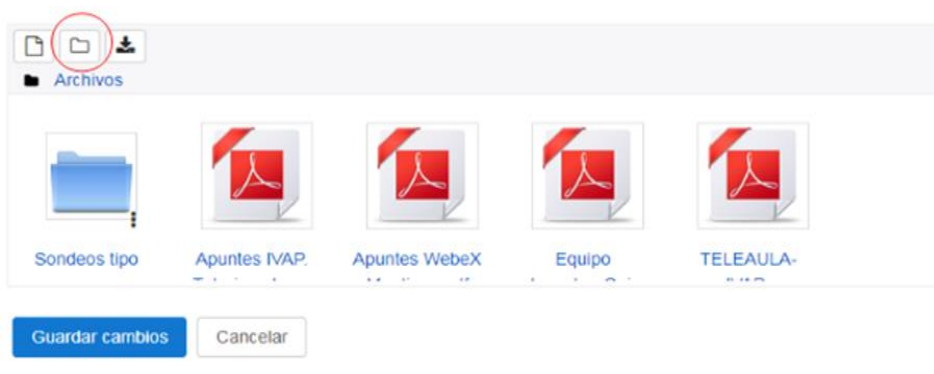 Archivos
Sondeos tipo
Apuntes IVAP.
Apuntes WebeX
Equipo
TELEAULA-
Guardar cambios
Cancelar